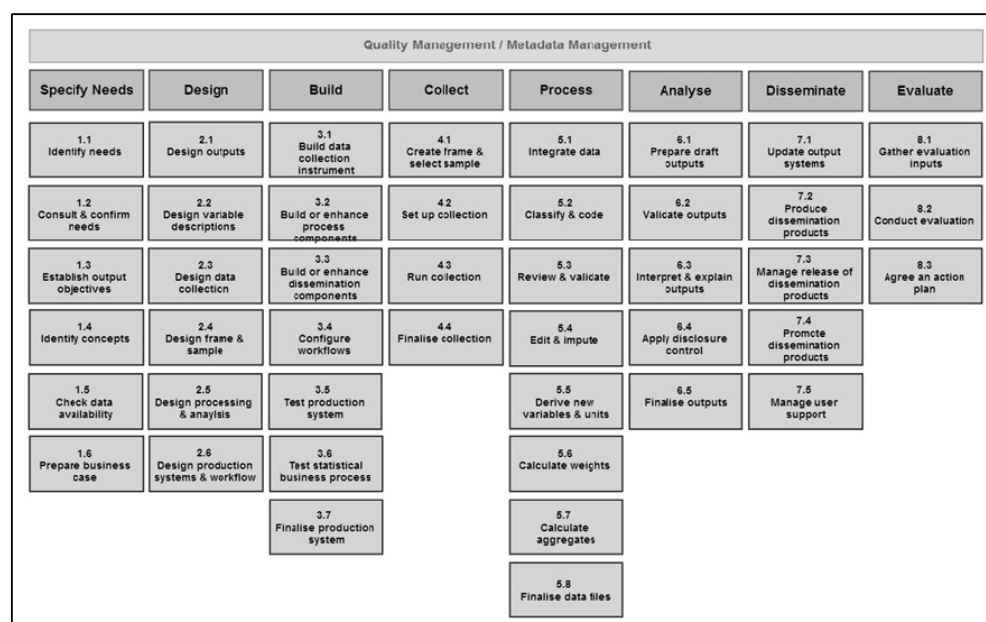 Quality Management / Metadata Management
Specify Needs
Design
Build
Collect
Process
Analyse
Disseminate
Evaluate
1.1
Identify needs
2.1
Design outputs
3.1
Build data
collection
instrument
4.1
Create frame &
select sample
5.1
Integrate data
6.1
Prepare draft
outputs
7.1
Update output
systems
8.1
Gather evaluation
inputs
1.2
Consult & confirm
needs
2.2
Design variable
descriptions
3.2
Build or enhance
process
components
4.2
Set up collection
5.2
Classify & code
6.2
Validate outputs
7.2
Produce
dissemination
products
8.2
Conduct evaluation
1.3
Establish output
objectives
2.3
Design data
collection
3.3
Build or enhance
dissemination
components
4.3
Run collection
5.3
Review & validate
6.3
Interpret & explain
outputs
7.3
Manage release of
dissemination
products
8.3
Agree an action
plan
1.4
Identify concepts
2.4
Design frame &
sample
3.4
Configure
workflows
4.4
Finalise collection
5.4
Edit & impute
6.4
Apply disclosure
control
7.4
Promote
dissemination
products
1.5
Check data
availability
2.5
Design processing
& anaylsis
3.5
Test production
system
5.5
Derive new
variables & units
6.5
Finalise outputs
7.5
Manage user
support
1.6
Prepare business
case
2.6
Design production
systems & workflow
3.6
Test statistical
business process
5.6
Calculate weights
3.7
Finalise production
system
5.7
Calculate
aggregates
5.8
Finalise data files